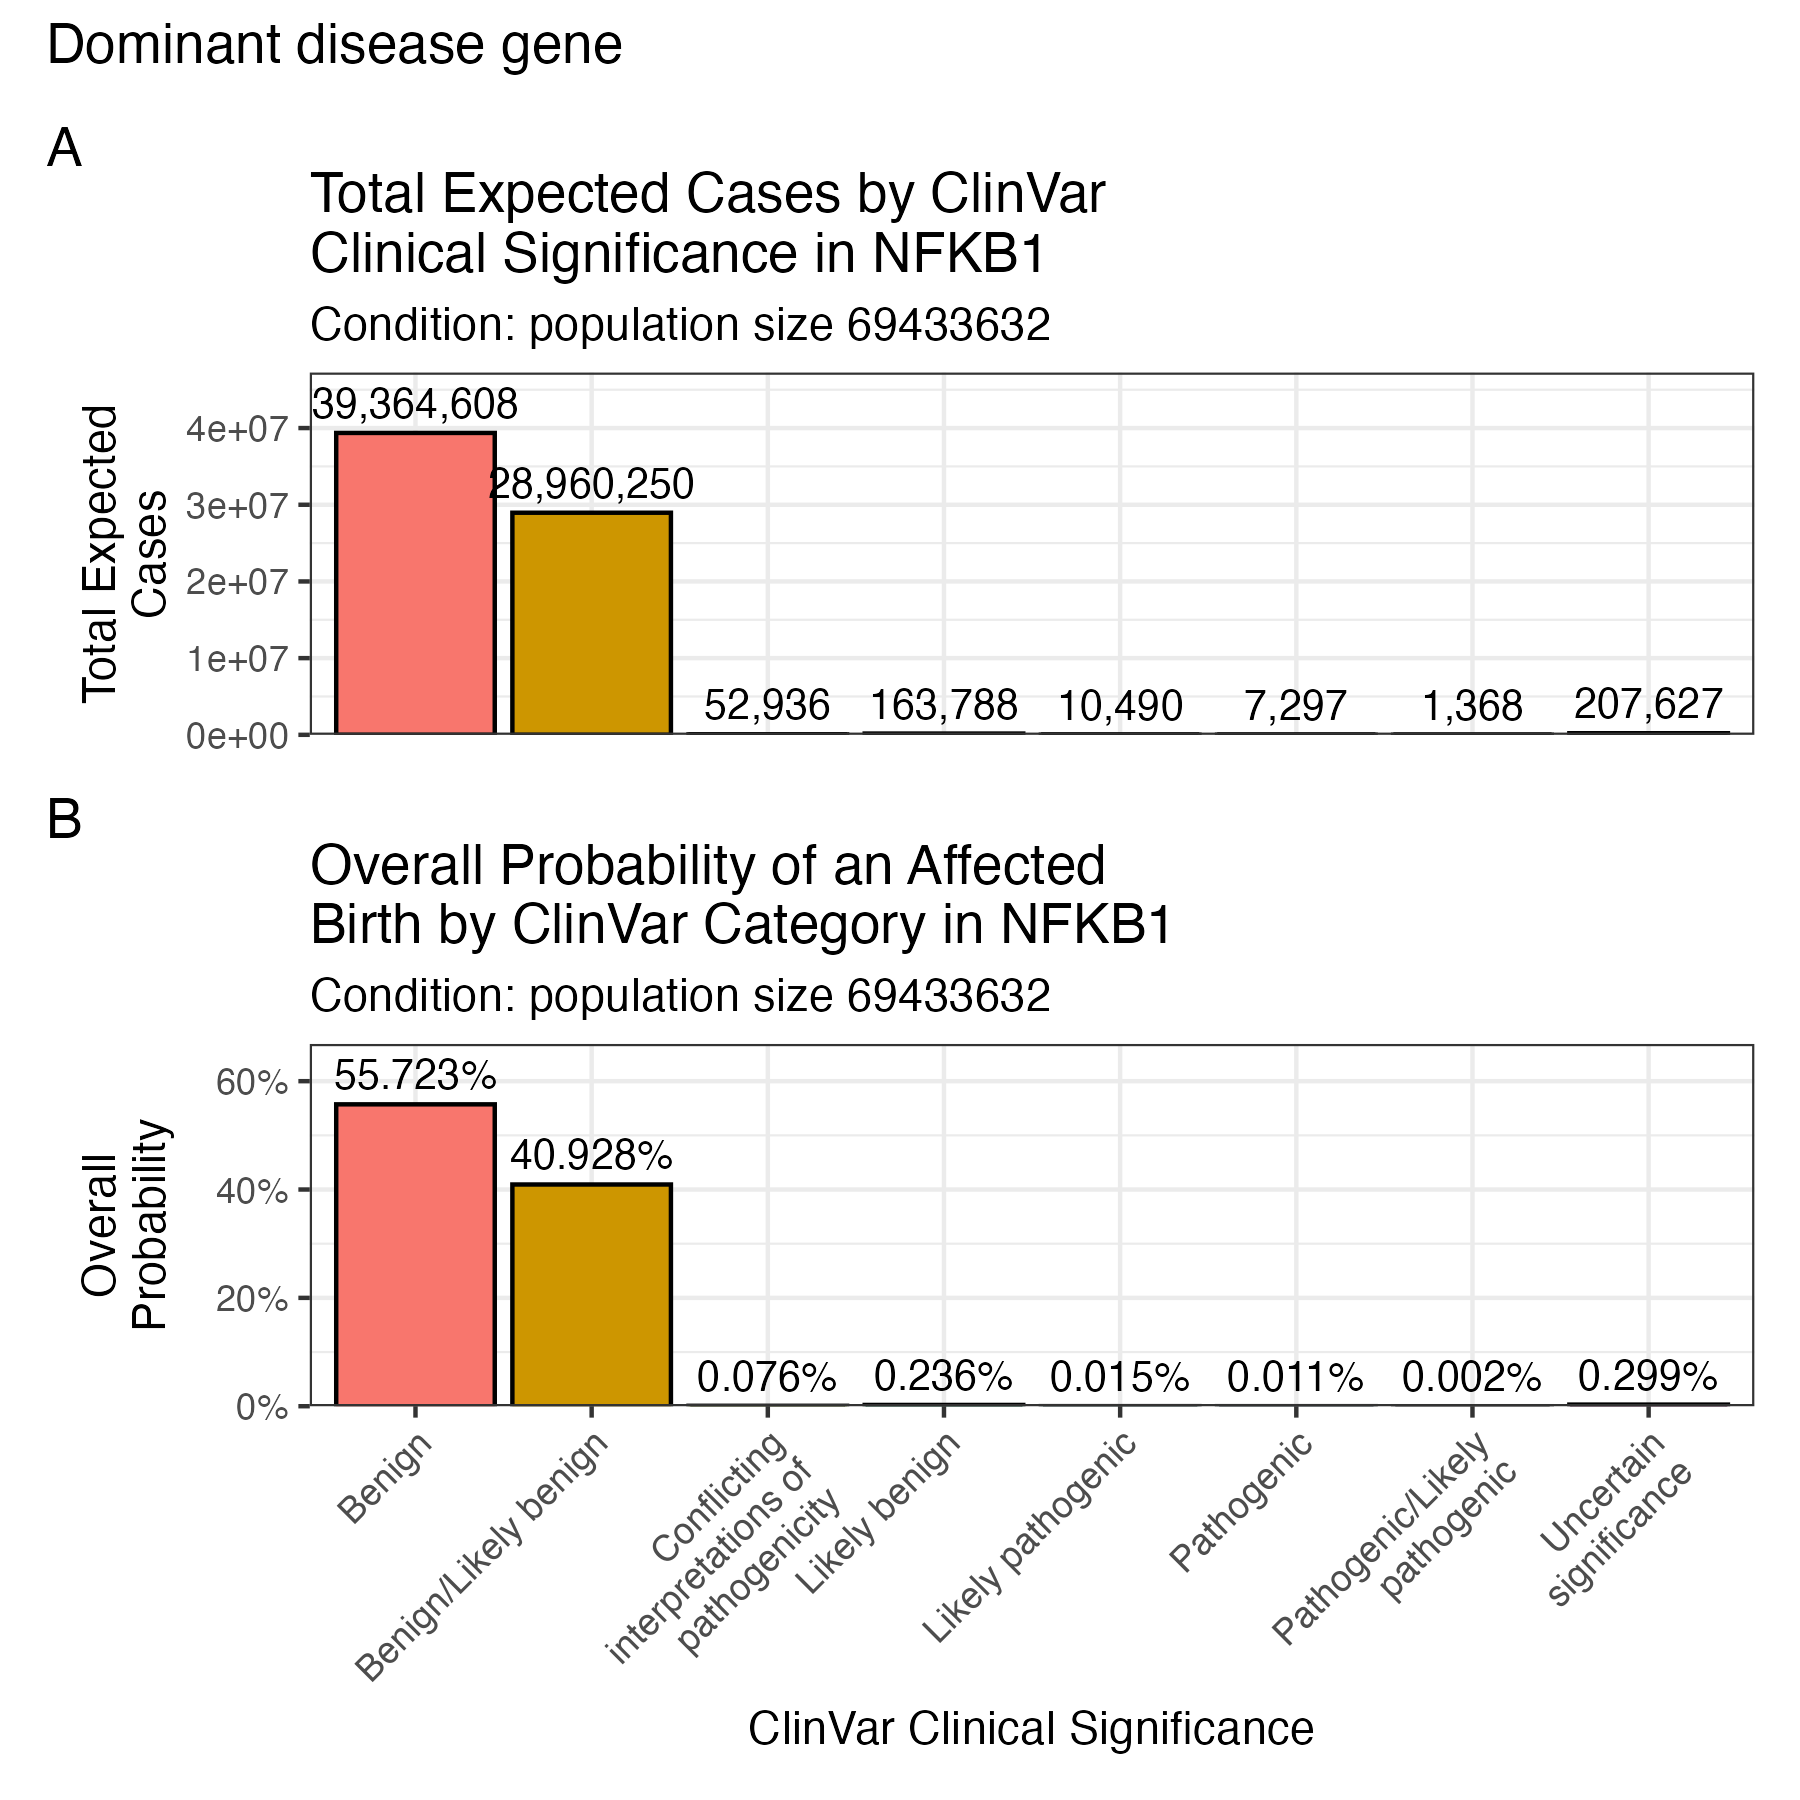 Dominant disease gene
A
Total Expected Cases by ClinVar
Clinical Significance in NFKB1
Condition: population size 69433632
Total Expected
Cases
4e+07
3e+07
2e+07
1e+07
0e+00
39,364,608
28,960,250
52,936
163,788
10,490
7,297
1,368
207,627
B
Overall Probability of an Affected
Birth by ClinVar Category in NFKB1
Condition: population size 69433632
Overall
Probability
60%
40%
20%
0%
55.723%
40.928%
0.076%
0.236%
0.015%
0.011%
0.002%
0.299%
Benign
Benign/Likely benign
Conflicting
interpretations of
pathogenicity
Likely benign
Likely pathogenic
Pathogenic
Pathogenic/Likely
pathogenic
Uncertain
significance
ClinVar Clinical Significance